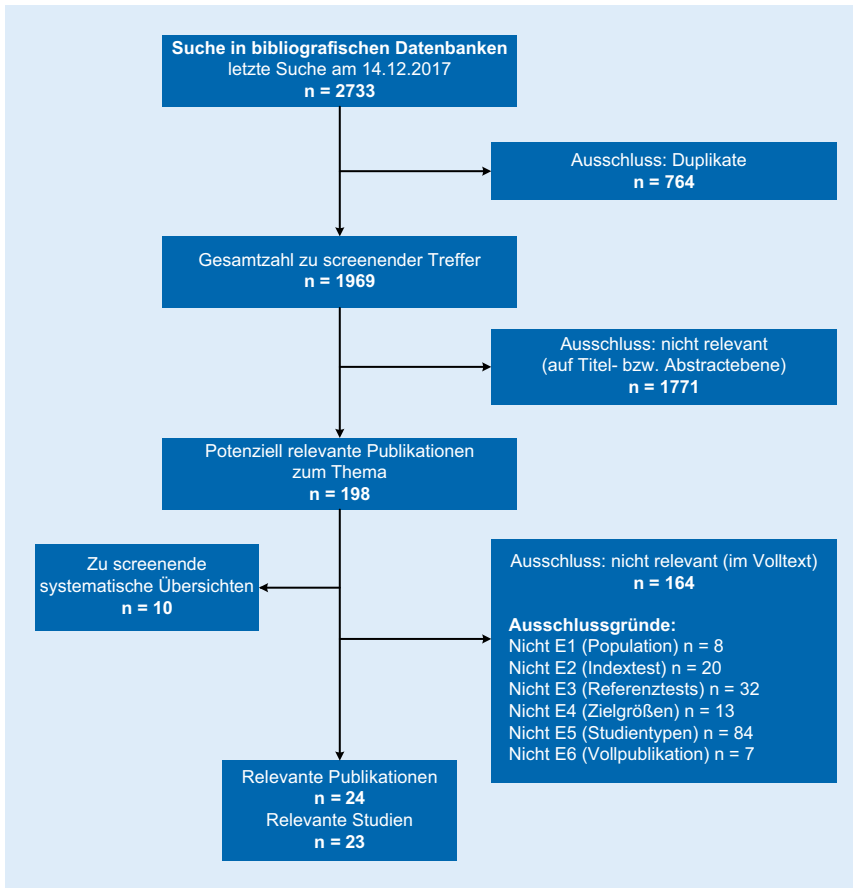 Suche in bibliografischen Datenbanken
letzte Suche am 14.12.2017
n = 2733
Ausschluss: Duplikate
n = 764
Gesamtzahl zu screenender Treffer
n = 1969
Ausschluss: nicht relevant
(auf Titel- bzw. Abstractebene)
n = 1771
Potenziell relevante Publikationen
zum Thema
n = 198
Zu screenende
systematische Übersichten
n = 10
Ausschluss: nicht relevant (im Volltext)
n = 164
Ausschlussgründe:
Nicht E1 (Population) n = 8
Nicht E2 (Indextest) n = 20
Nicht E3 (Referenztests) n = 32
Nicht E4 (Zielgrößen) n = 13
Nicht E5 (Studientypen) n = 84
Nicht E6 (Vollpublikation) n = 7
Relevante Publikationen
n = 24
Relevante Studien
n = 23